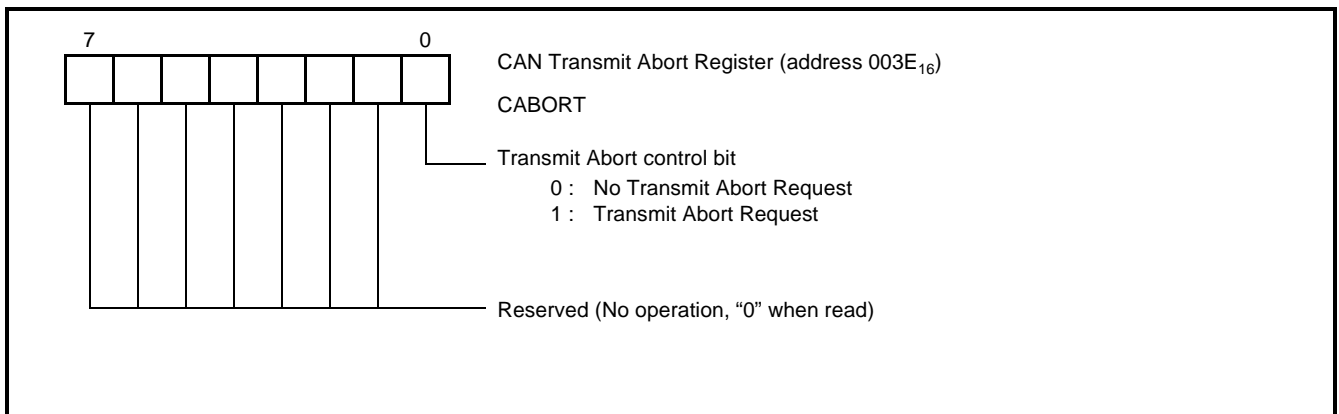 7 0
CAN Transmit Abort Register (address 003E₁₆)
CABORT
Transmit Abort control bit
0 : No Transmit Abort Request
1 : Transmit Abort Request
Reserved (No operation, “0” when read)